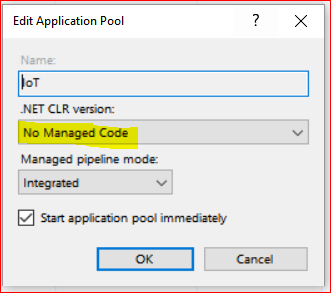 Edit Application Pool
?
Name:
IoT
.NET CLR version:
No Managed Code
Managed pipeline mode:
Integrated
Start application pool immediately
OK
Cancel